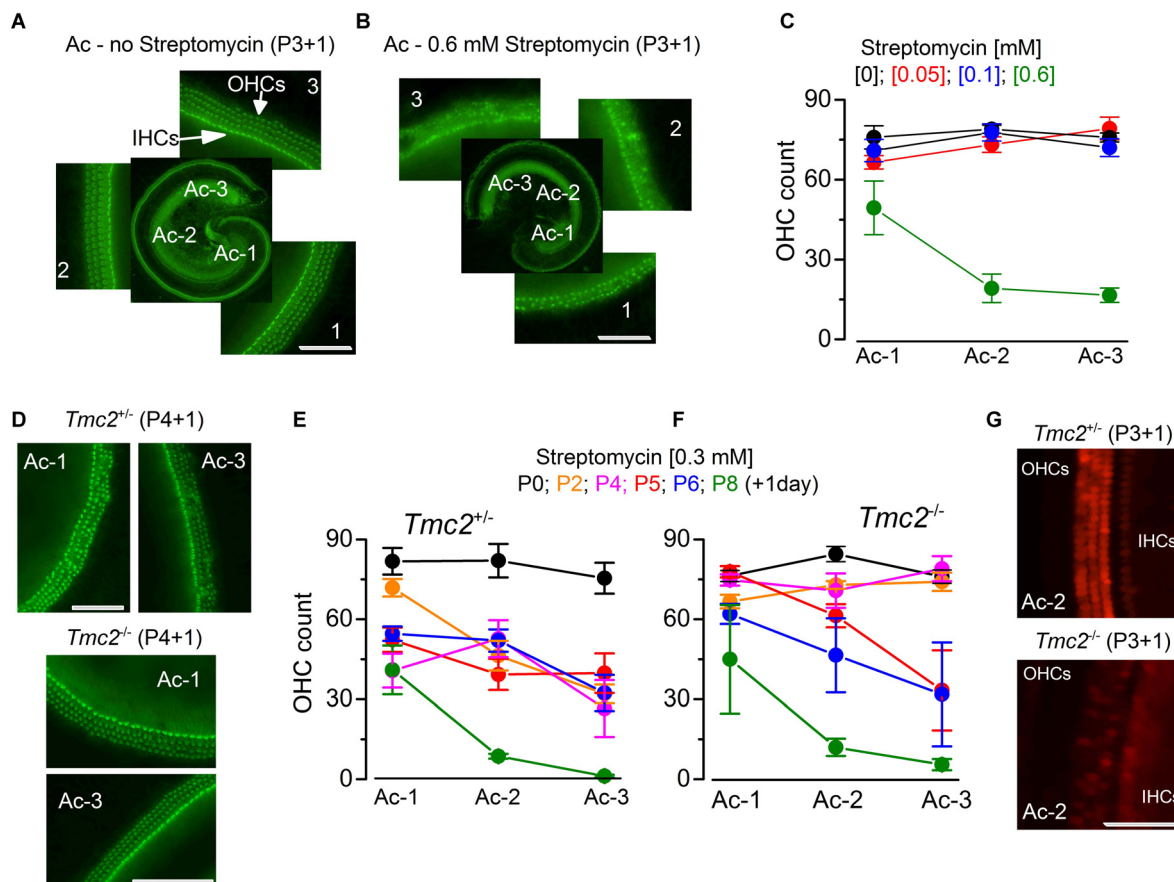 A
Ac - no Streptomycin (P3+1)
OHCs
3
IHCs
Ac-3
Ac-2
Ac-1
2
1
B
Ac - 0.6 mM Streptomycin (P3+1)
3
2
Ac-3
Ac-2
Ac-1
1
C
Streptomycin [mM]
[0]; [0.05]; [0.1]; [0.6]
90
60
30
0
OHC count
Ac-1 Ac-2 Ac-3
D
Tmc2+/- (P4+1)
Ac-1
Ac-3
Tmc2-/- (P4+1)
Ac-1
Ac-3
E
F
Streptomycin [0.3 mM]
P0; P2; P4; P5; P6; P8 (+1day)
Tmc2+/-
90
60
30
0
OHC count
Ac-1 Ac-2 Ac-3
Tmc2-/-
90
60
30
0
Ac-1 Ac-2 Ac-3
G
Tmc2+/- (P3+1)
OHCs
IHCs
Ac-2
Tmc2-/- (P3+1)
OHCs
Ac-2
IHCs